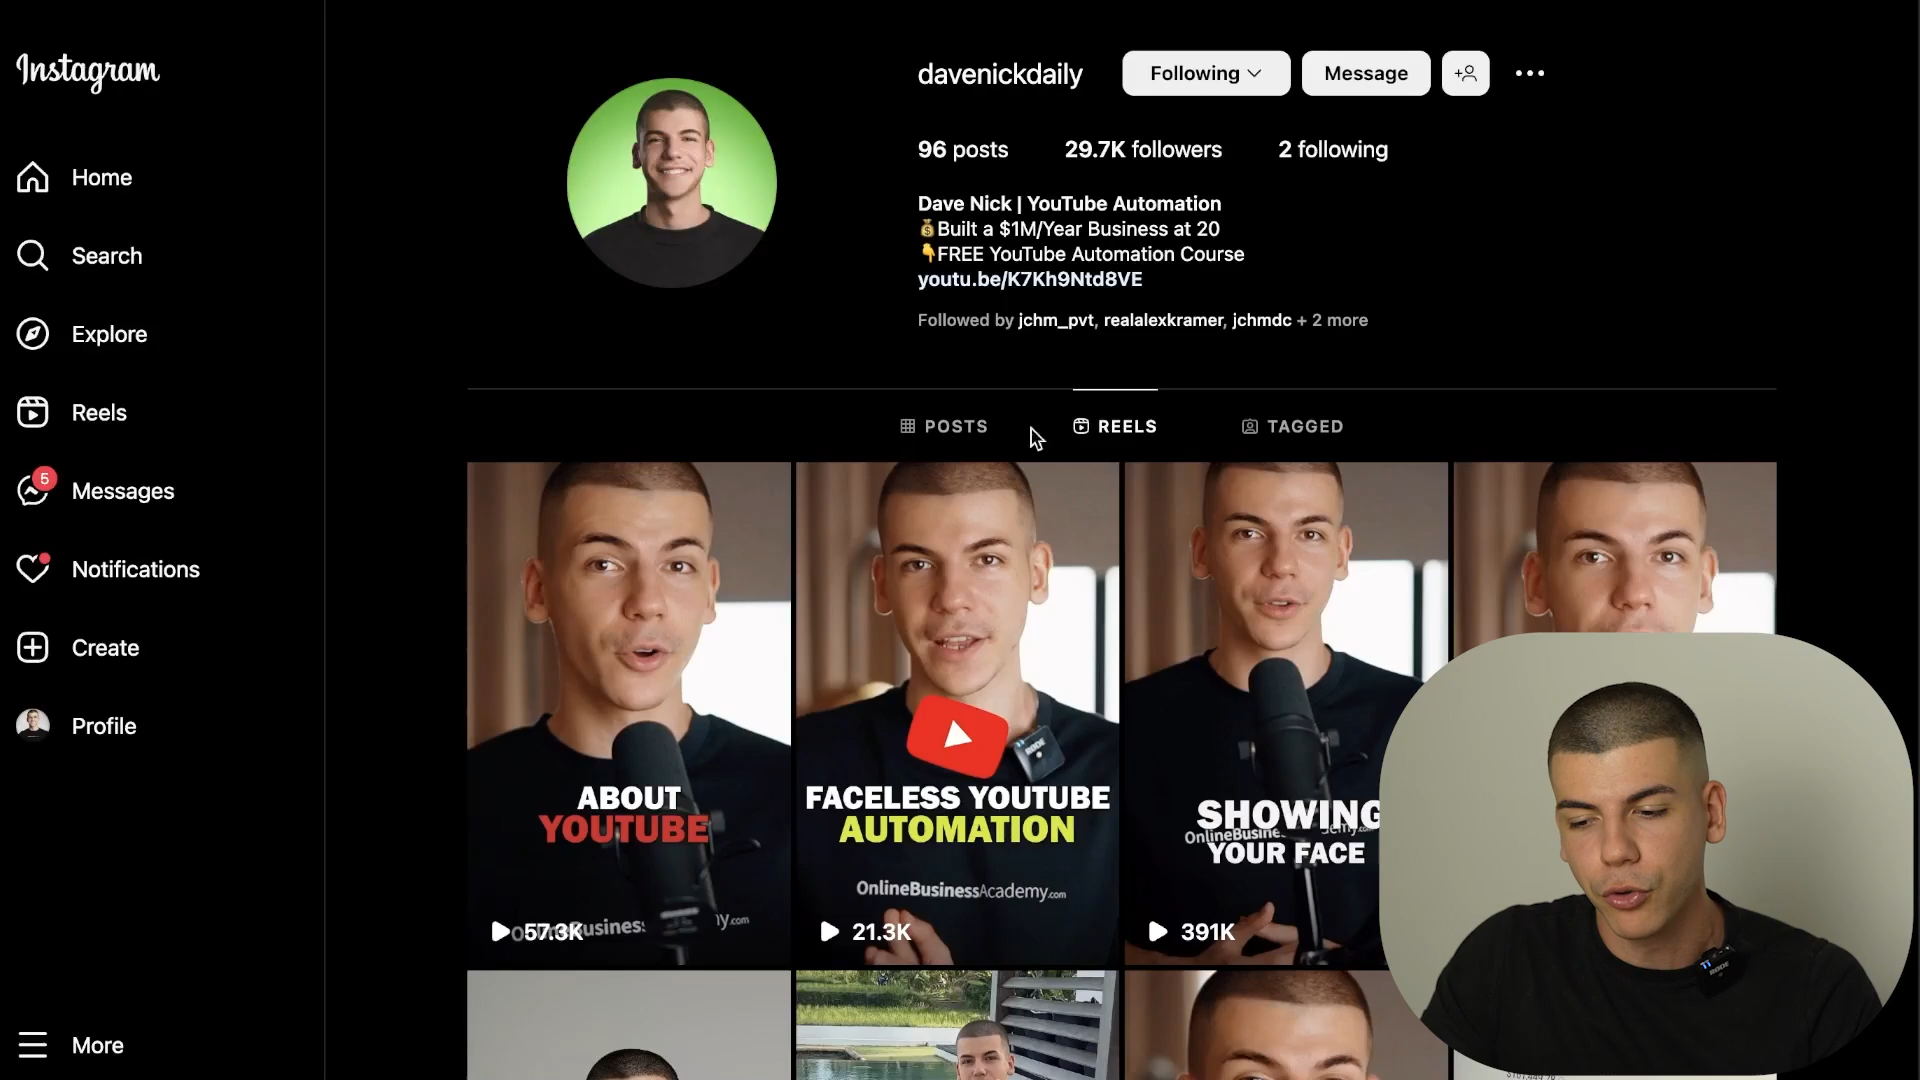 Instagram
Home
Search
Explore
Reels
5
Messages
Notifications
Create
Profile
More
davenickdaily
Following
Message
96 posts
29.7K followers
2 following
Dave Nick | YouTube Automation
💰Built a $1M/Year Business at 20
👇FREE YouTube Automation Course
youtu.be/K7Kh9Ntd8VE
Followed by jchm_pvt, realalexkramer, jchmdc + 2 more
POSTS
REELS
TAGGED
ABOUT
YOUTUBE
57.3K
RODE
FACELESS YOUTUBE
AUTOMATION
OnlineBusinessAcademy.com
21.3K
SHOWING
YOUR FACE
391K
RODE